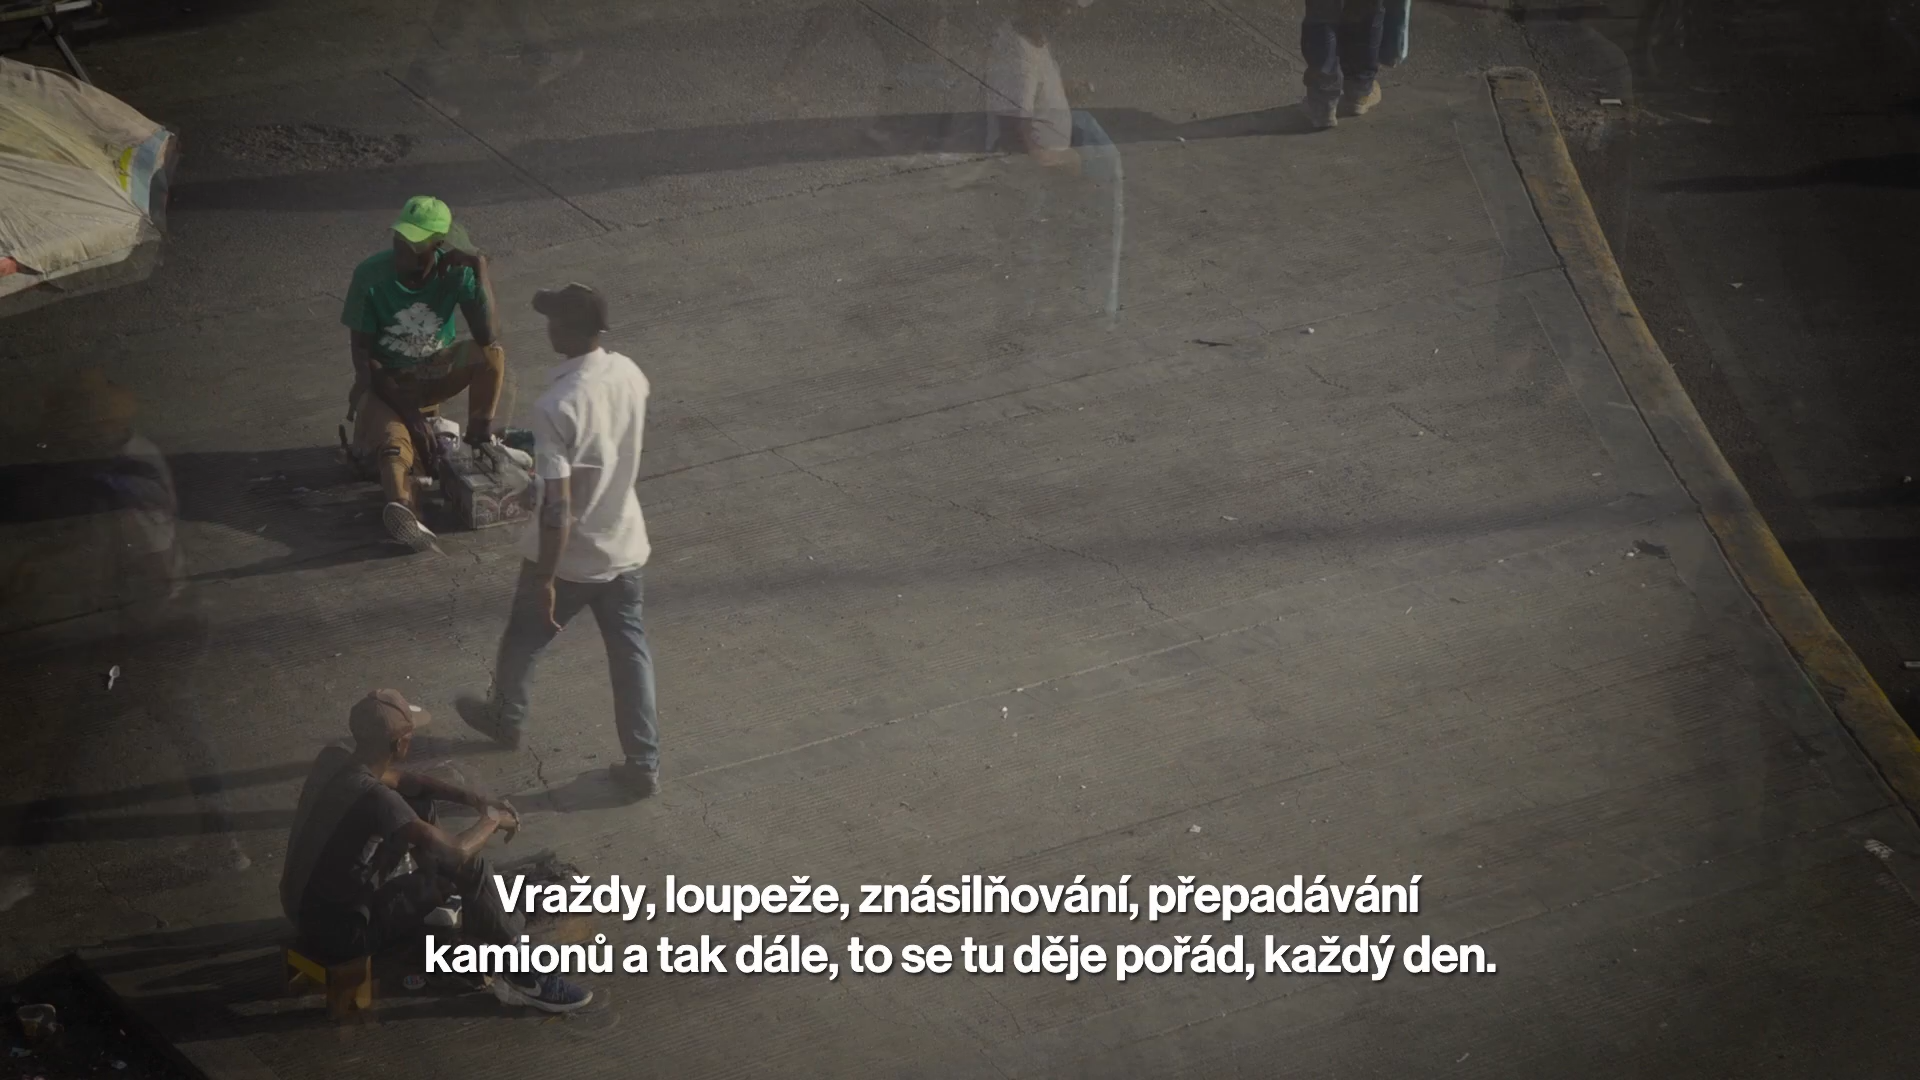 Vraždy, loupeže, znásilňování, přepadávání
kamionů a tak dále, to se tu děje pořád, každý den.